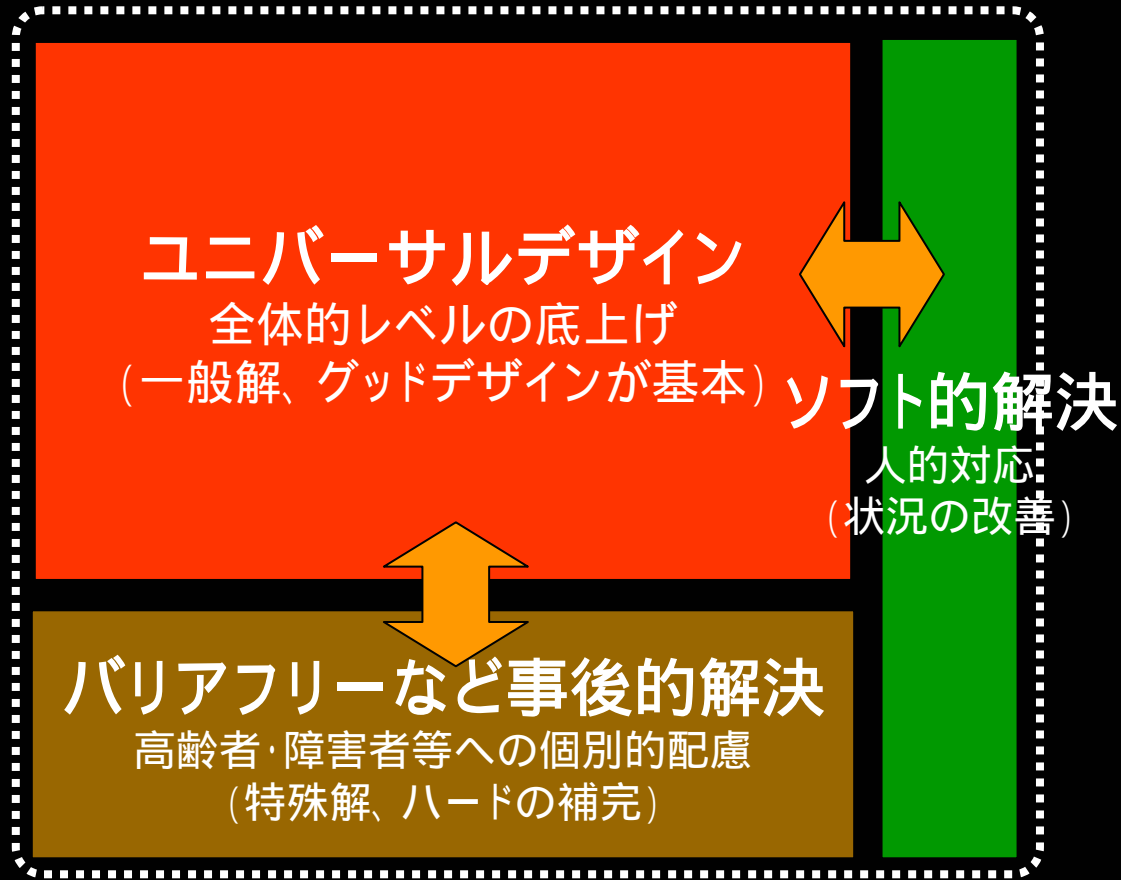 ユニバーサルデザイン
全体的レベルの底上げ
（一般解、グッドデザインが基本）
ソフト的解決
人的対応
（状況の改善）
バリアフリーなど事後的解決
高齢者・障害者等への個別的配慮
（特殊解、ハードの補完）